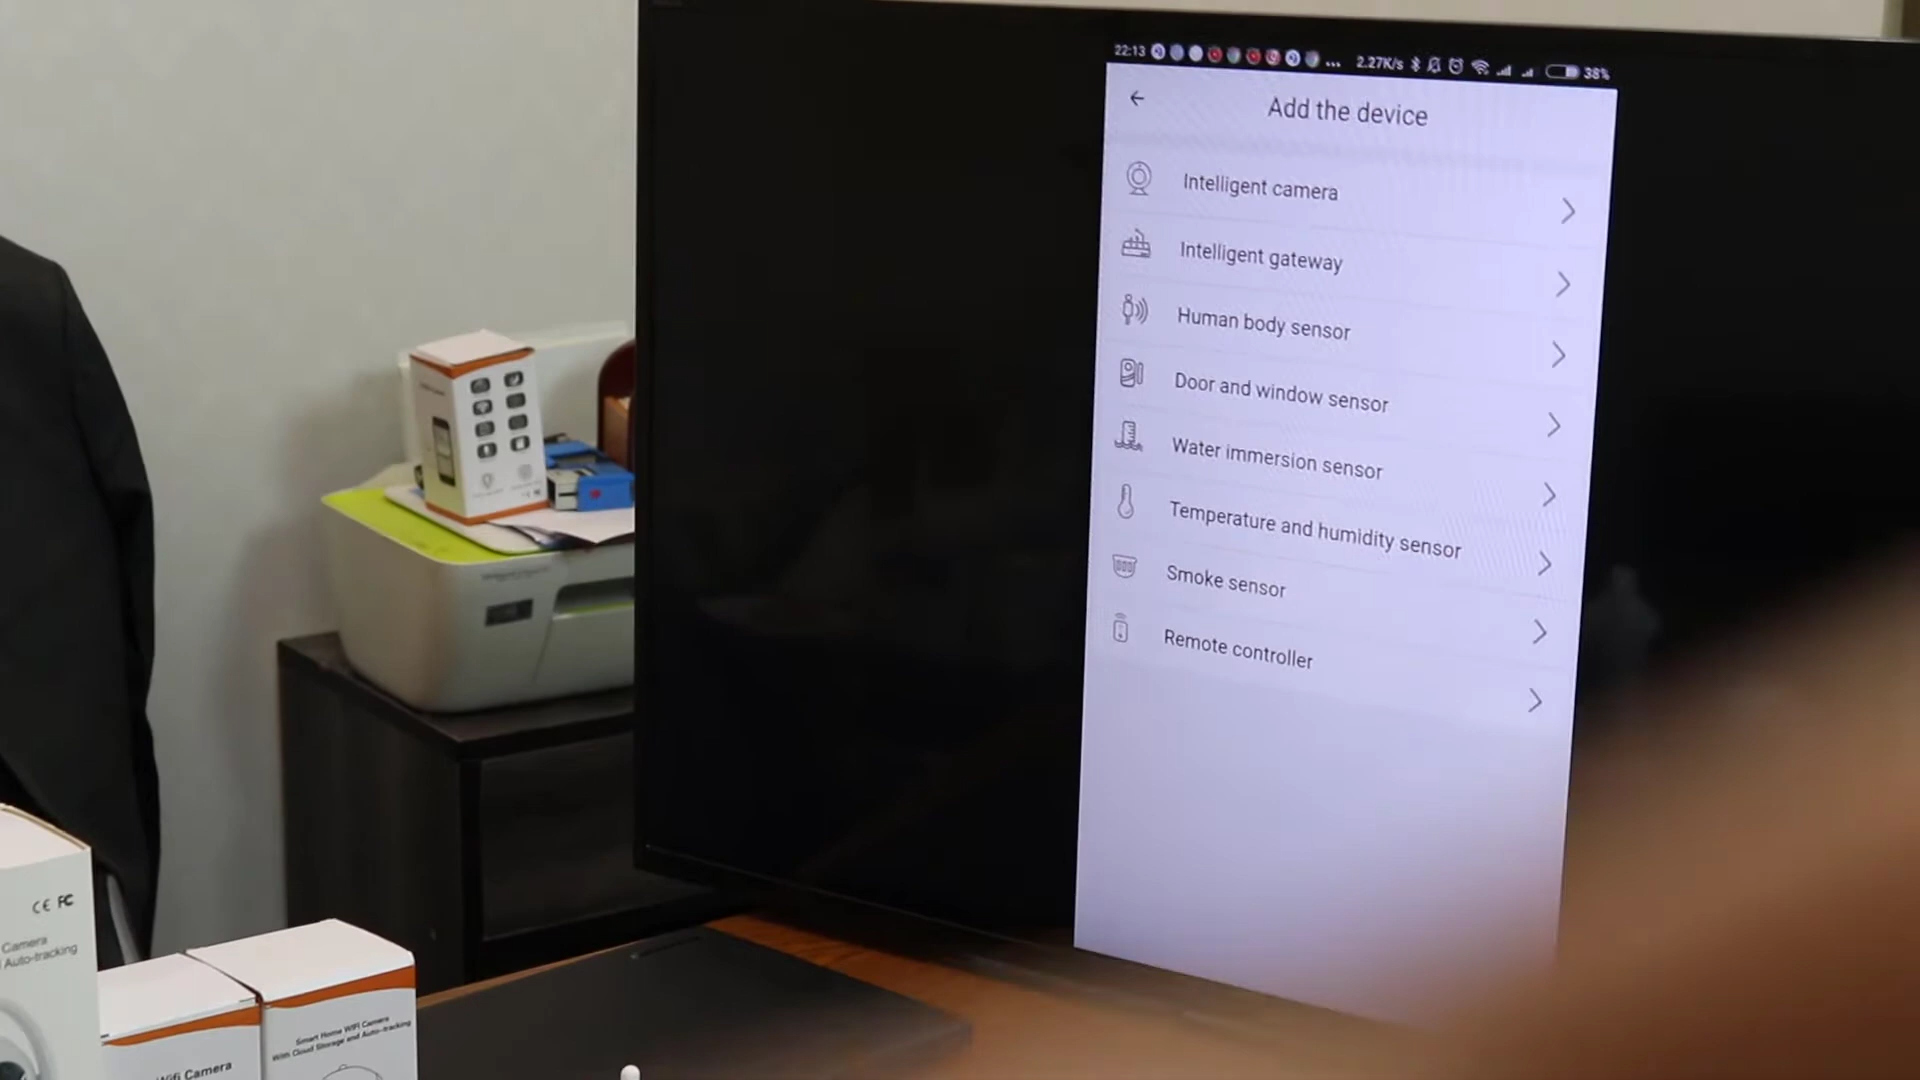 22:13 ... 2.27K/s 38%
Add the device
Intelligent camera
Intelligent gateway
Human body sensor
Door and window sensor
Water immersion sensor
Temperature and humidity sensor
Smoke sensor
Remote controller
CE FC
Camera
Auto-tracking
Wifi Camera
Smart Home WIFI Camera
With Cloud Storage and Auto-tracking